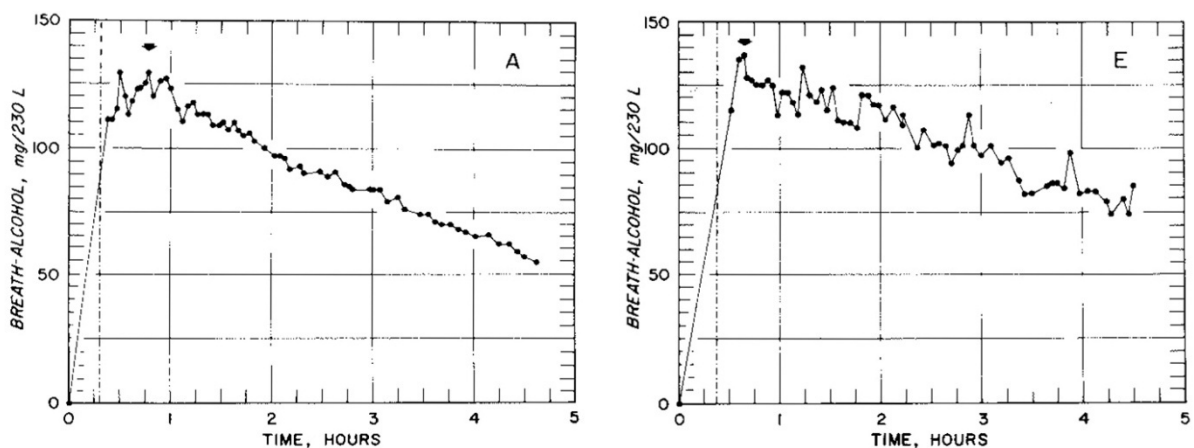 150
100
50
0
BREATH-ALCOHOL, mg/230 L
A
0 1 2 3 4 5
TIME, HOURS
150
100
50
0
BREATH-ALCOHOL, mg/230 L
E
0 1 2 3 4 5
TIME, HOURS